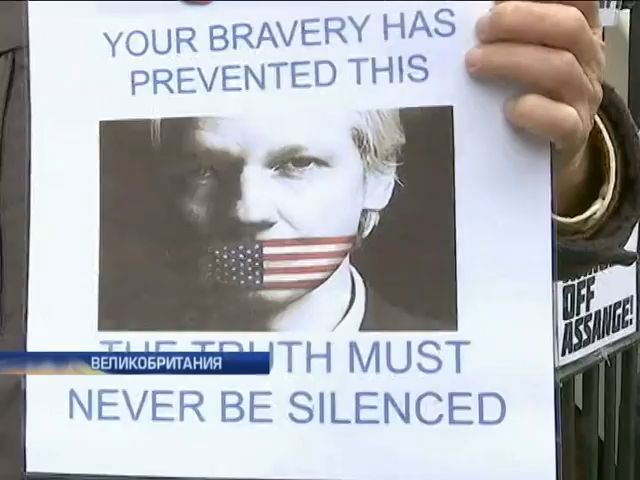 YOUR BRAVERY HAS
PREVENTED THIS
THE TRUTH MUST
NEVER BE SILENCED
ВЕЛИКОБРИТАНИЯ
OFF
ASSANGE!